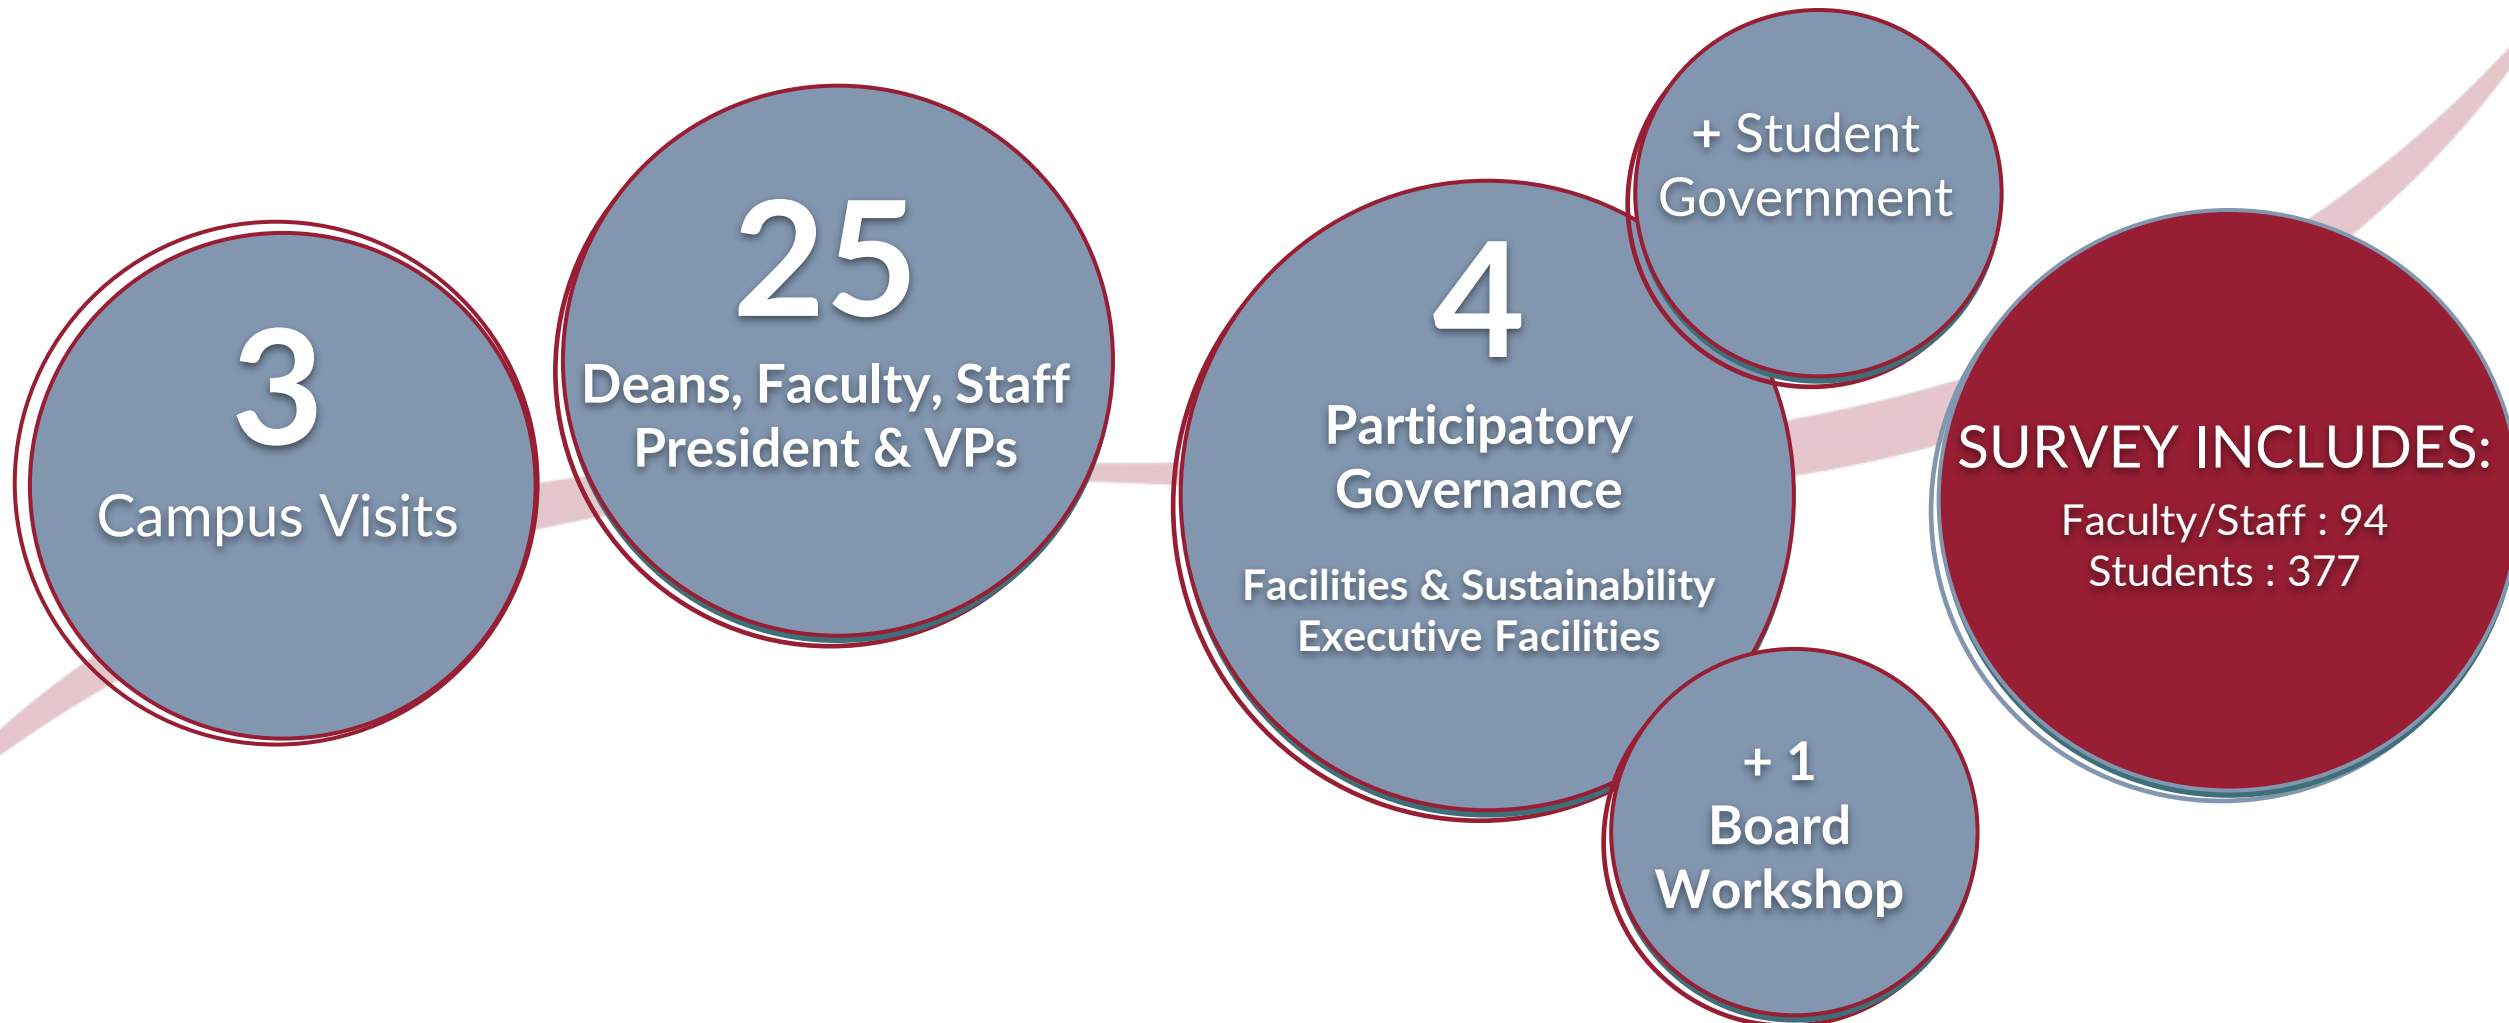 3
Campus Visits
25
Deans, Faculty, Staff
President & VPs
4
Participatory
Governance
Facilities & Sustainability
Executive Facilities
+ Student
Government
+ 1
Board
Workshop
SURVEY INCLUDES:
Faculty/Staff : 94
Students : 377